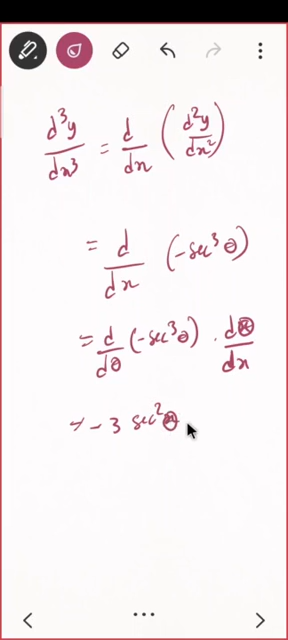 d³y/dx³ = d/dx (d²y/dx²)
= d/dx (-sec³θ)
= d/dθ (-sec³θ) · dθ/dx
= -3 sec²θ